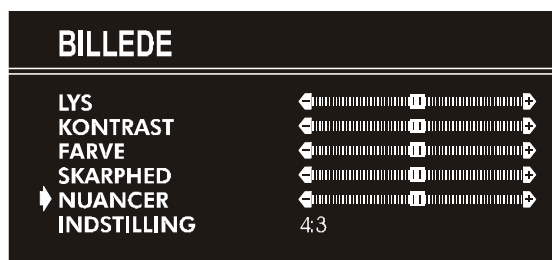 BILLEDE
LYS
KONTRAST
FARVE
SKARPHED
NUANCER
INDSTILLING 4:3